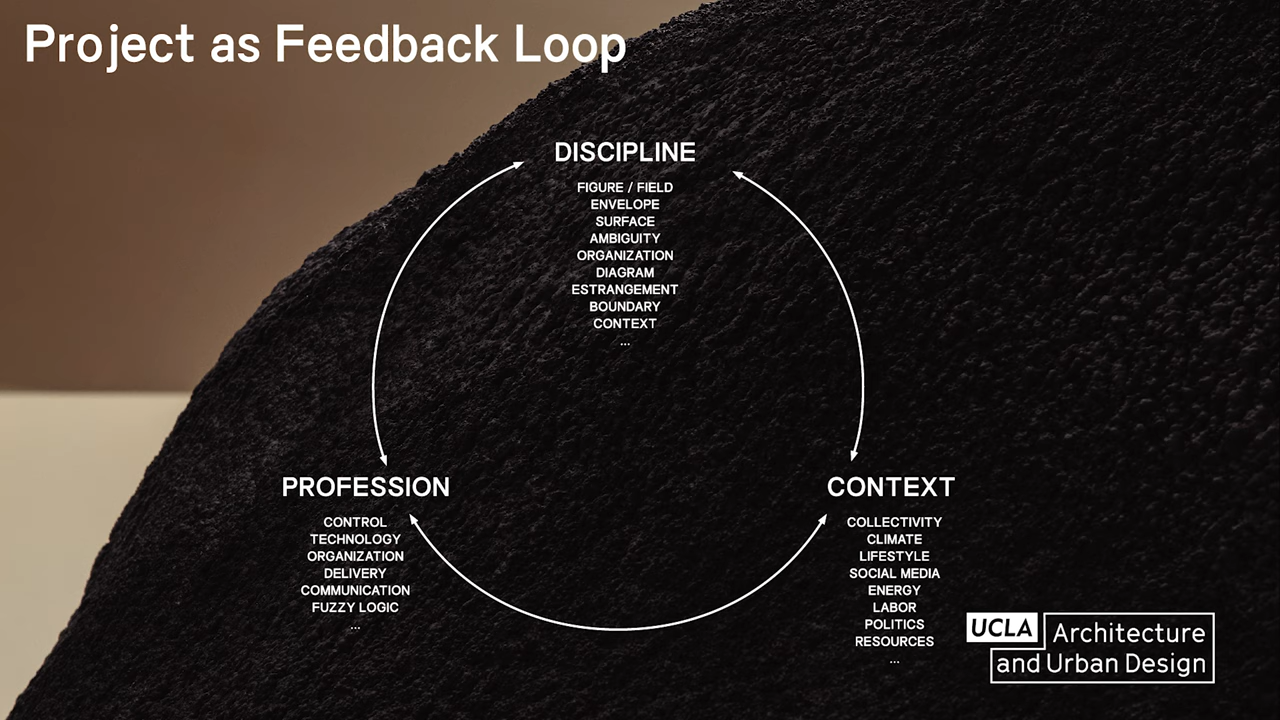 Project as Feedback Loop
DISCIPLINE
FIGURE / FIELD
ENVELOPE
SURFACE
AMBIGUITY
ORGANIZATION
DIAGRAM
ESTRANGEMENT
BOUNDARY
CONTEXT
...
PROFESSION
CONTROL
TECHNOLOGY
ORGANIZATION
DELIVERY
COMMUNICATION
FUZZY LOGIC
...
CONTEXT
COLLECTIVITY
CLIMATE
LIFESTYLE
SOCIAL MEDIA
ENERGY
LABOR
POLITICS
RESOURCES
...
UCLA Architecture
and Urban Design